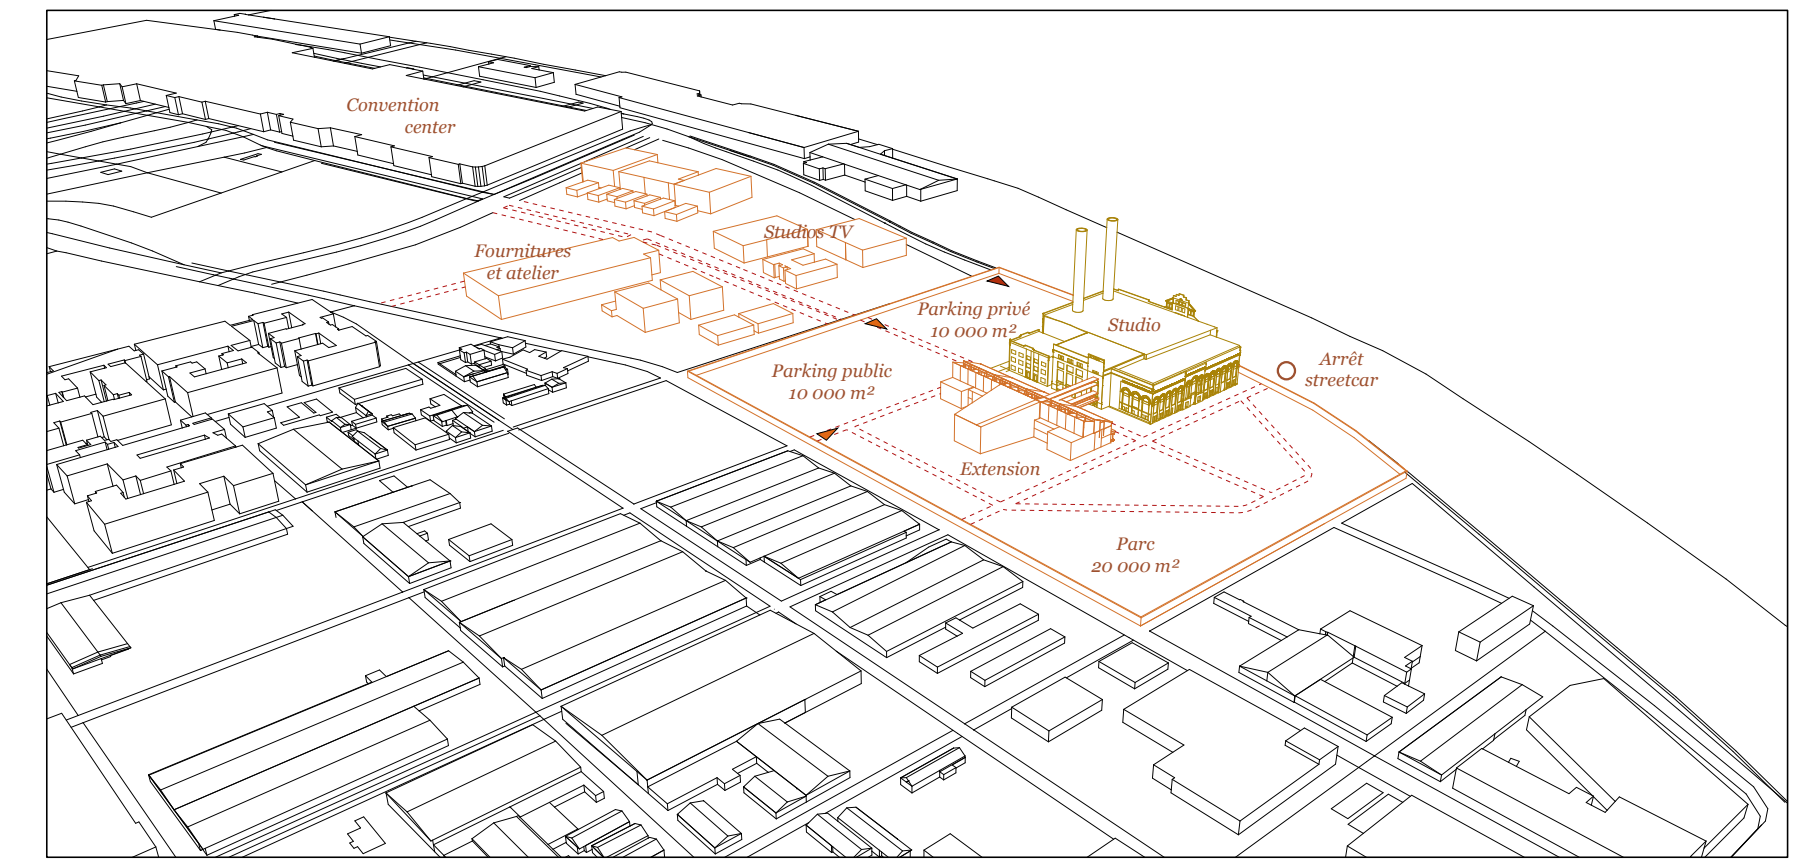 Convention
center
Studios TV
Fournitures
et atelier
Parking privé
10 000 m²
Studio
Arrêt
streetcar
Parking public
10 000 m²
Extension
Parc
20 000 m²